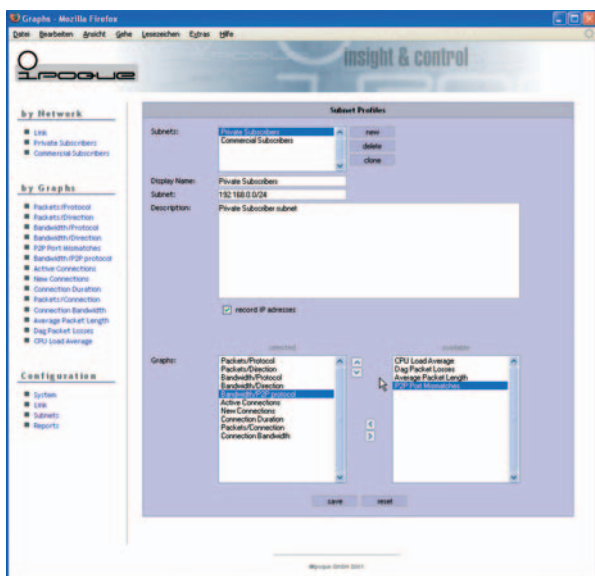 Graphs - Mozilla Firefox
Datei Bearbeiten Ansicht Gehe Lesezeichen Extras Hilfe
ipoque
insight & control
by Network
Link
Private Subscribers
Commercial Subscribers
by Graphs
Packets/Protocol
Packets/Direction
Bandwidth/Protocol
Bandwidth/Direction
P2P Port Mismatches
Bandwidth/P2P protocol
Active Connections
New Connections
Connection Duration
Packets/Connection
Connection Bandwidth
Average Packet Length
Dag Packet Losses
CPU Load Average
Configuration
System
Link
Subnets
Reports
Subnet Profiles
Subnets:
Private Subscribers
Commercial Subscribers
new
delete
clone
Display Name: Private Subscribers
Subnet: 192.168.0.0/24
Description: Private Subscriber subnet
record IP adresses
selected
available
Graphs:
Packets/Protocol
Packets/Direction
Bandwidth/Protocol
Bandwidth/Direction
Bandwidth/P2P protocol
Active Connections
New Connections
Connection Duration
Packets/Connection
Connection Bandwidth
CPU Load Average
Dag Packet Losses
Average Packet Length
P2P Port Mismatches
save reset
ipoque GmbH